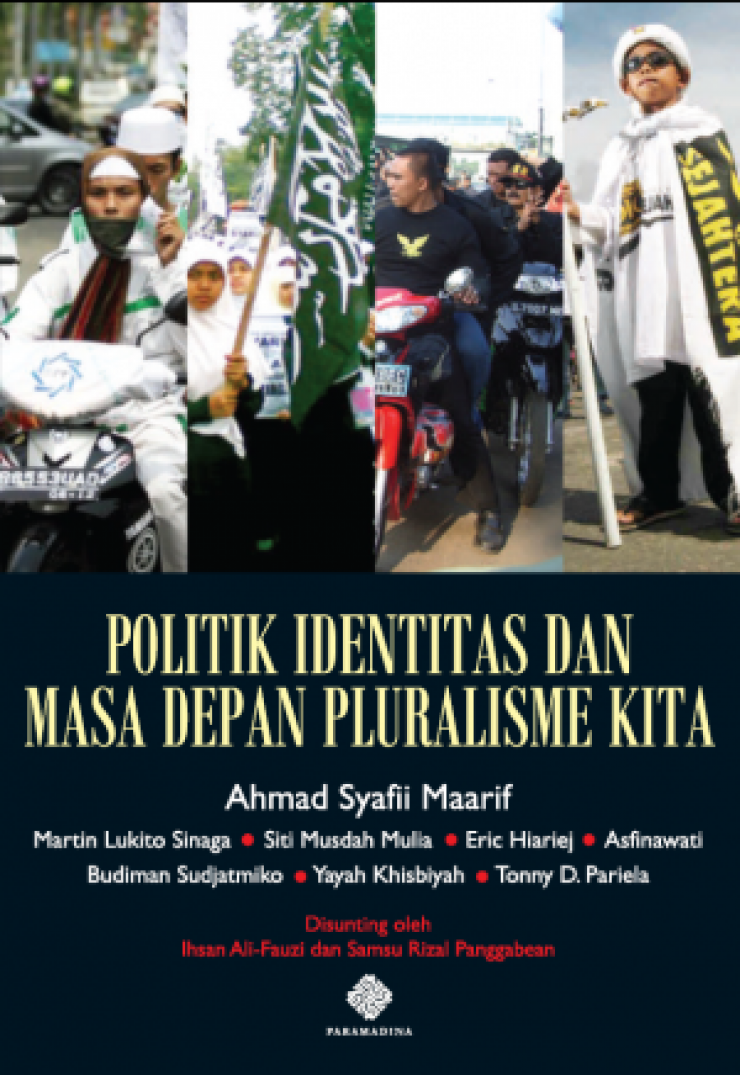 SEJAHTERA
POLITIK IDENTITAS DAN
MASA DEPAN PLURALISME KITA
Ahmad Syafii Maarif
Martin Lukito Sinaga ● Siti Musdah Mulia ● Eric Hiariej ● Asfinawati
Budiman Sudjatmiko ● Yayah Khisbiyah ● Tonny D. Pariela
Disunting oleh
Ihsan Ali-Fauzi dan Samsu Rizal Panggabean
PARAMADINA